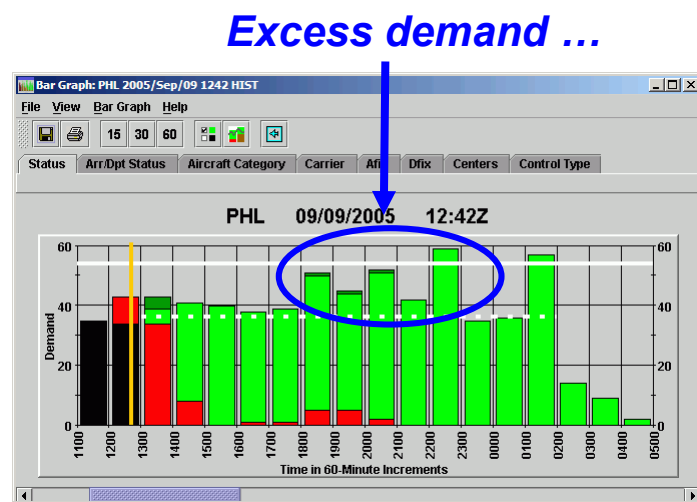 Excess demand …
Bar Graph: PHL 2005/Sep/09 1242 HIST
File View Bar Graph Help
15 30 60
Status Arr/Dpt Status Aircraft Category Carrier Dfix Centers Control Type
PHL 09/09/2005 12:42Z
60 60
40 40
20 20
0 0
Demand
1100 1200 1300 1400 1500 1600 1700 1800 1900 2000 2100 2200 2300 0000 0100 0200 0300 0400 0500
Time in 60-Minute Increments